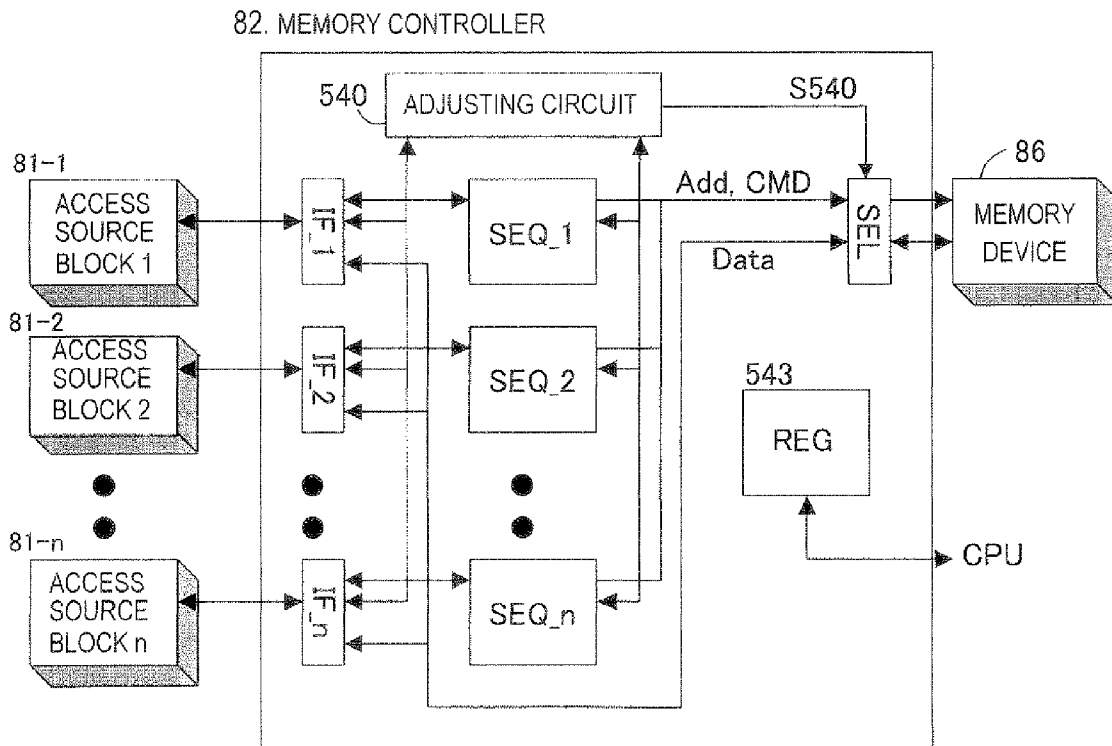 82. MEMORY CONTROLLER
540
ADJUSTING CIRCUIT
S540
81-1
ACCESS
SOURCE
BLOCK 1
IF_1
SEQ_1
Add, CMD
Data
SEL
86
MEMORY
DEVICE
81-2
ACCESS
SOURCE
BLOCK 2
IF_2
SEQ_2
543
REG
CPU
81-n
ACCESS
SOURCE
BLOCK n
IF_n
SEQ_n